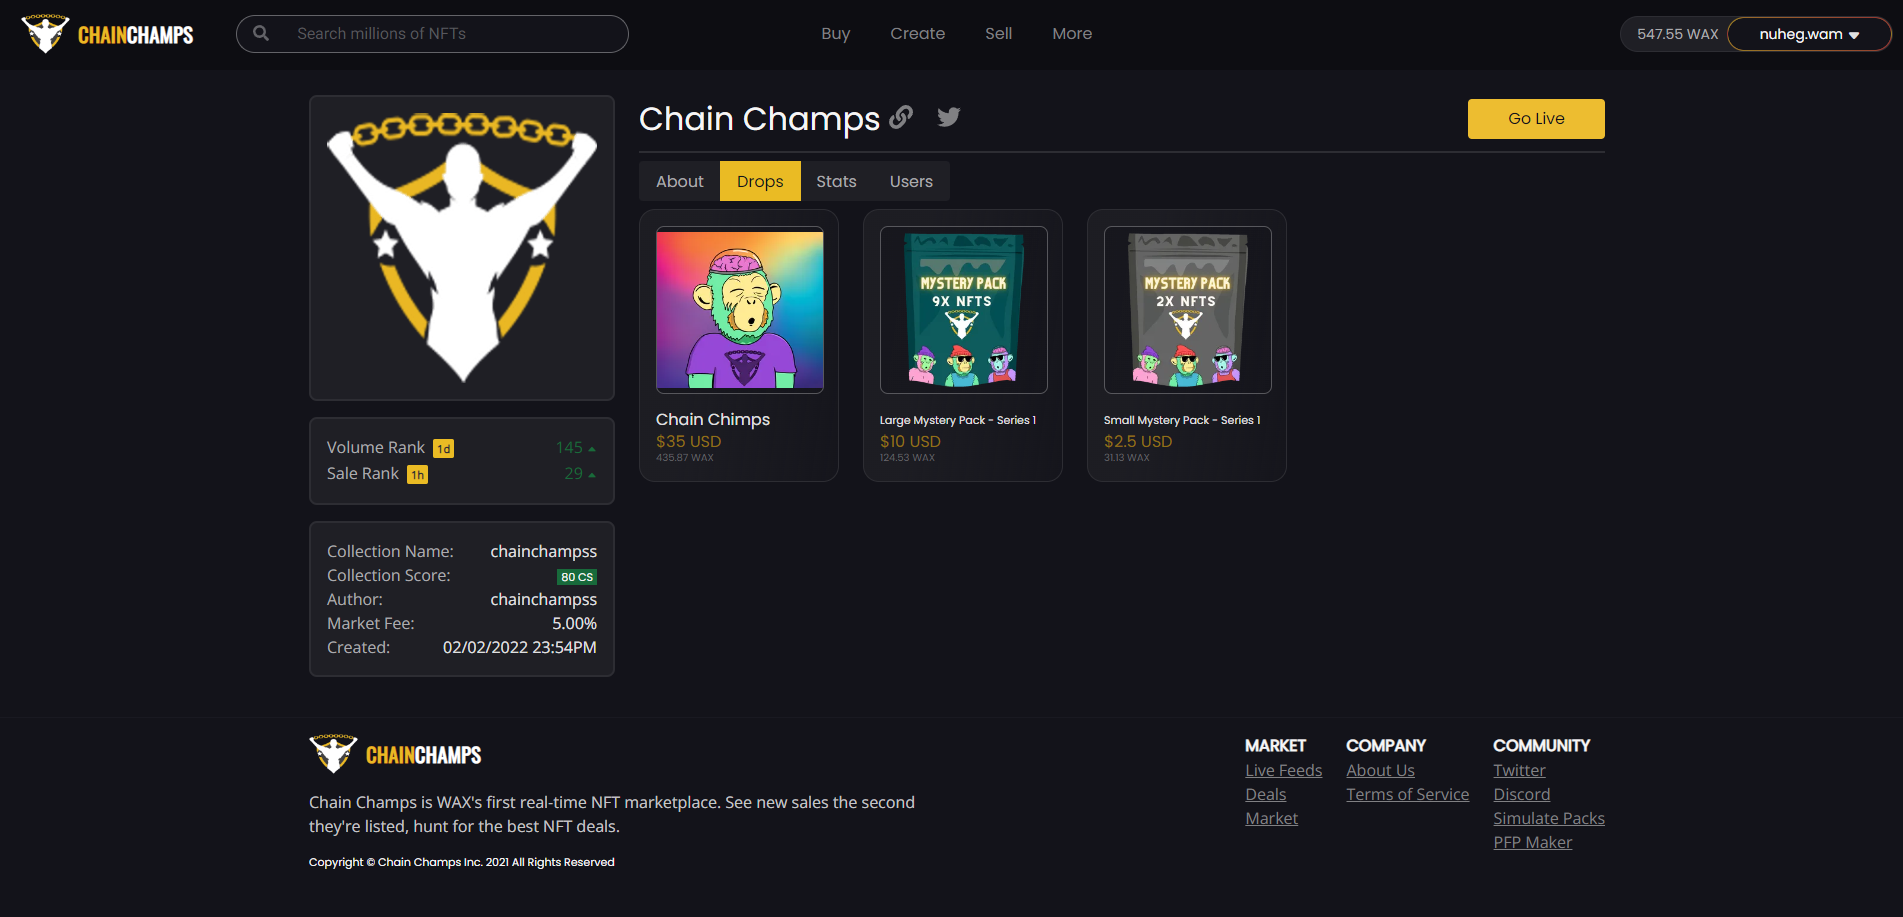 CHAINCHAMPS
Search millions of NFTs
Buy Create Sell More
547.55 WAX nuheg.wam
Chain Champs
Go Live
About Drops Stats Users
MYSTERY PACK
9X NFTS
MYSTERY PACK
2X NFTS
Chain Chimps
$35 USD
435.87 WAX
Large Mystery Pack - Series 1
$10 USD
124.53 WAX
Small Mystery Pack - Series 1
$2.5 USD
31.13 WAX
Volume Rank 1d 145
Sale Rank 1h 29
Collection Name: chainchampss
Collection Score: 80 CS
Author: chainchampss
Market Fee: 5.00%
Created: 02/02/2022 23:54PM
CHAINCHAMPS
Chain Champs is WAX's first real-time NFT marketplace. See new sales the second
they're listed, hunt for the best NFT deals.
Copyright © Chain Champs Inc. 2021 All Rights Reserved
MARKET
Live Feeds
Deals
Market
COMPANY
About Us
Terms of Service
COMMUNITY
Twitter
Discord
Simulate Packs
PFP Maker